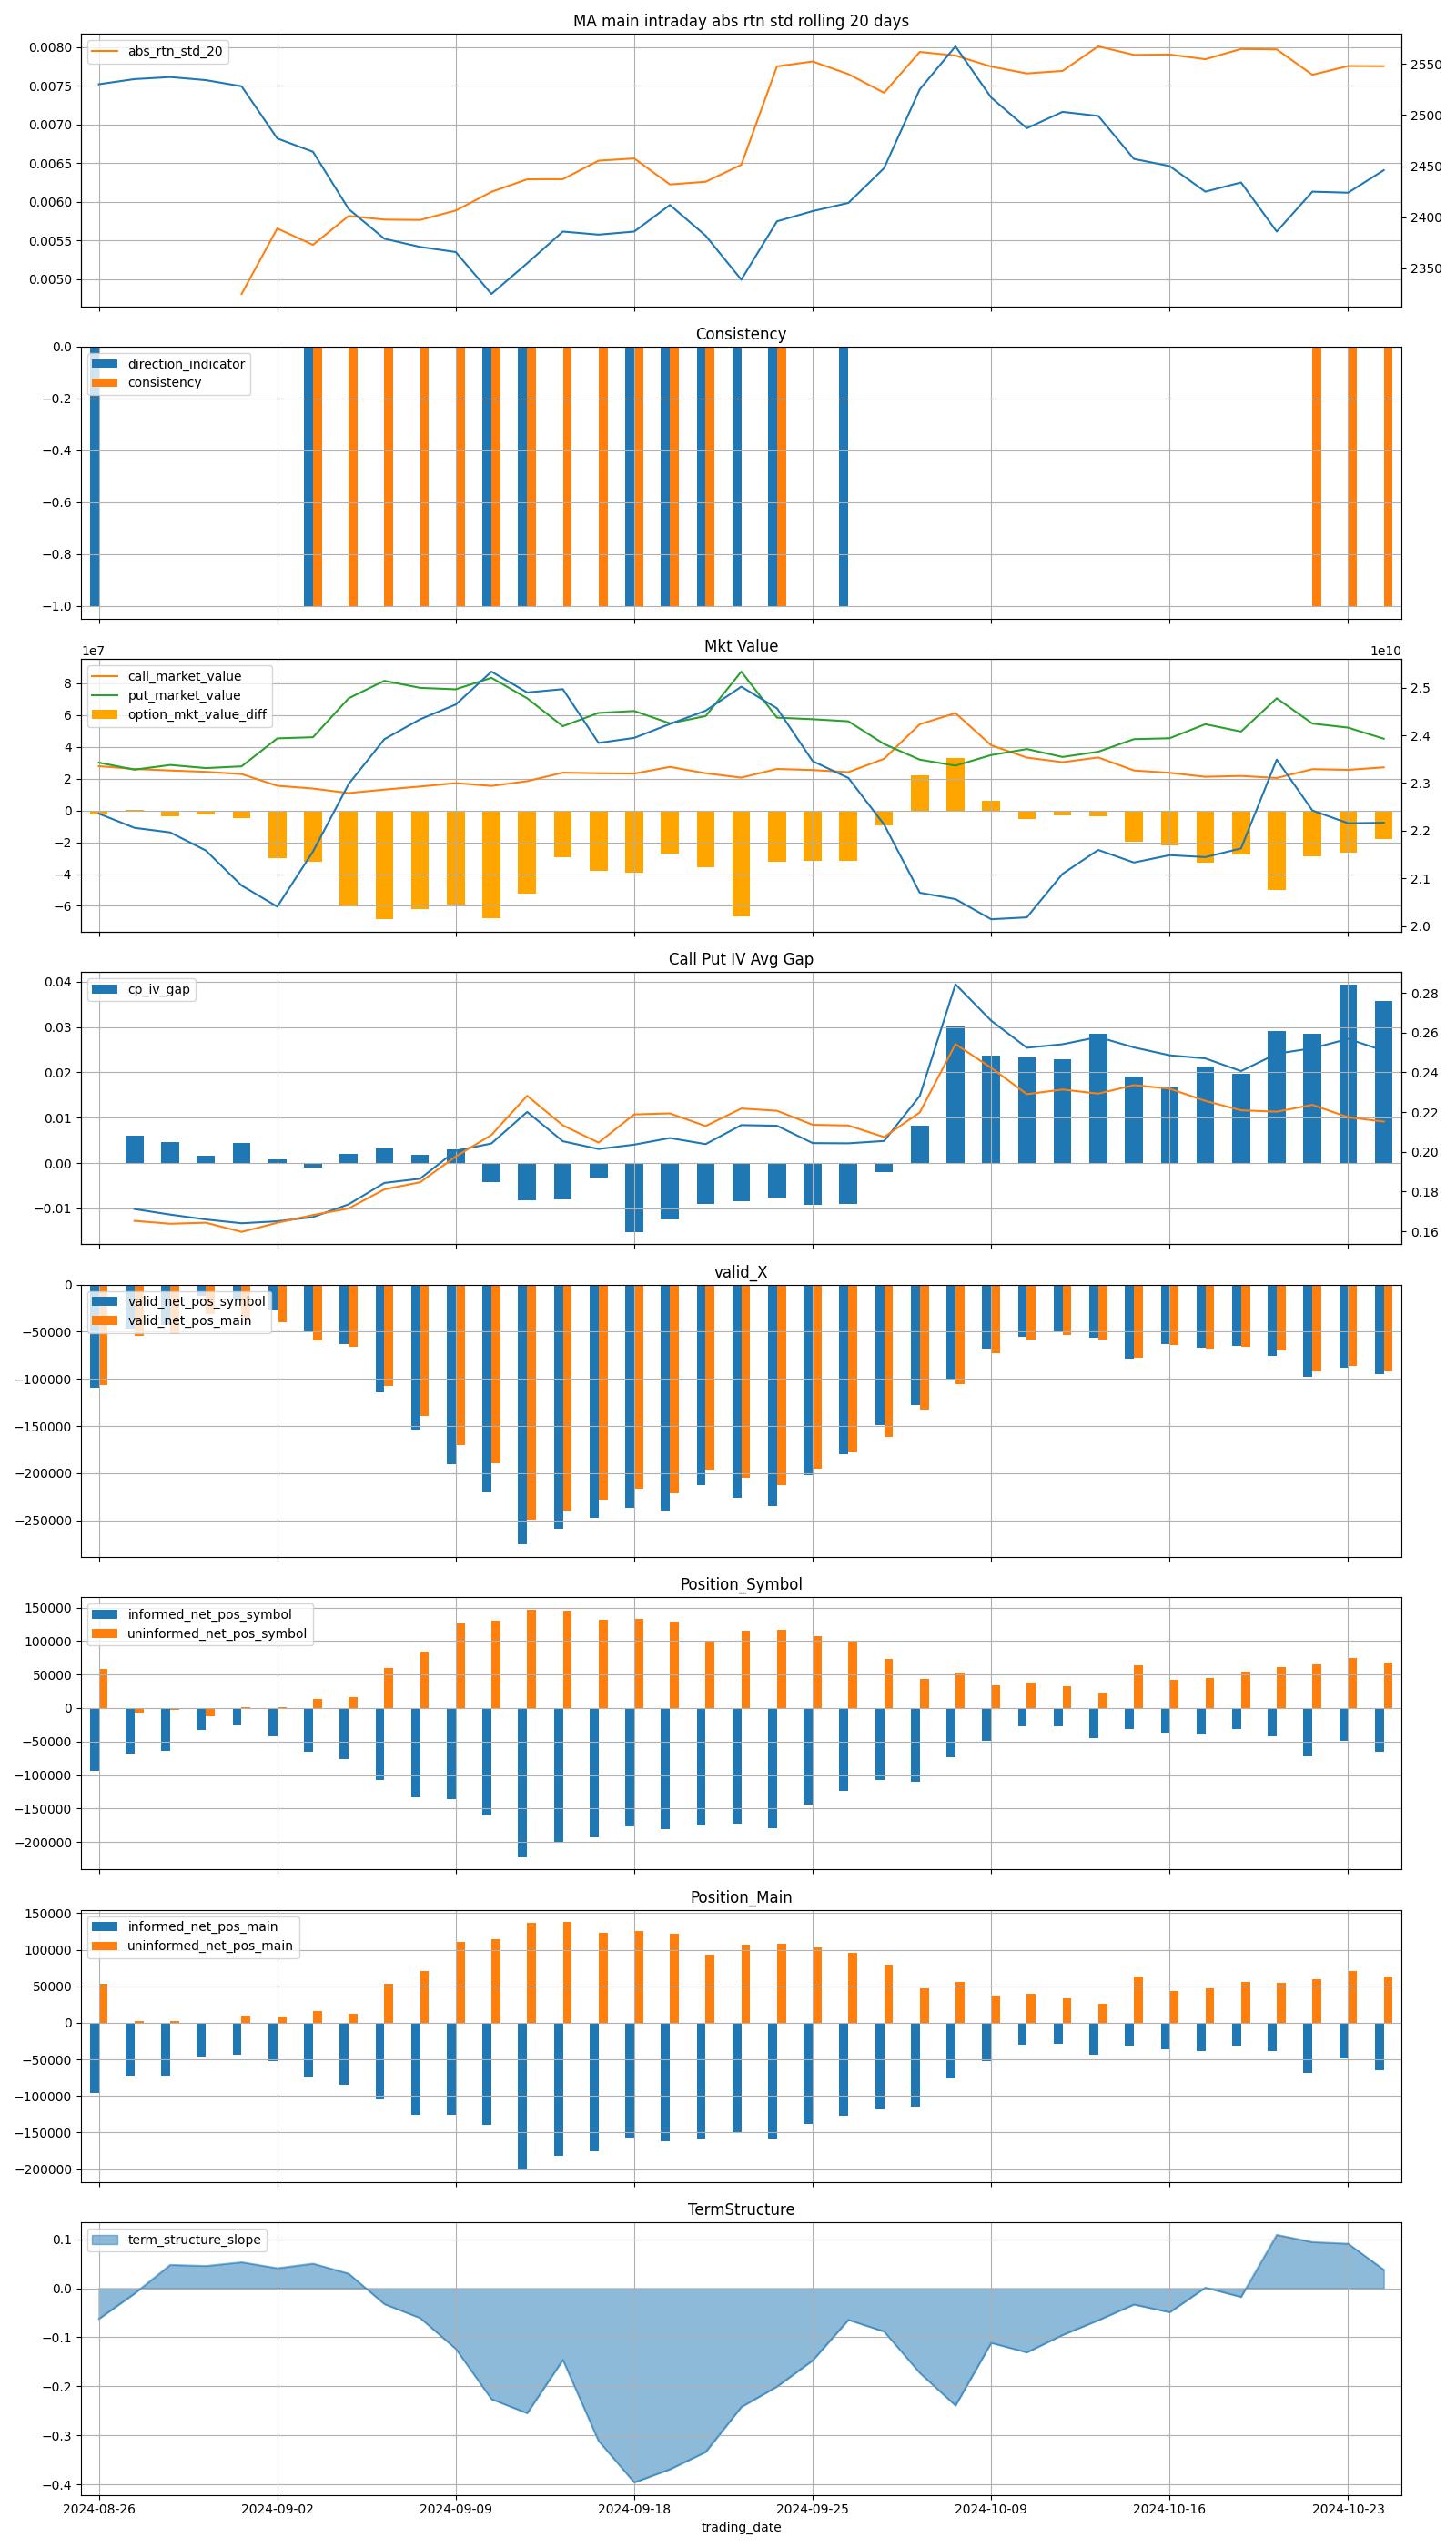 MA main intraday abs rtn std rolling 20 days
abs_rtn_std_20
0.0080
0.0075
0.0070
0.0065
0.0060
0.0055
0.0050
2550
2500
2450
2400
2350
Consistency
direction_indicator
consistency
0.0
−0.2
−0.4
−0.6
−0.8
−1.0
Mkt Value
1e7
1e10
call_market_value
put_market_value
option_mkt_value_diff
8
6
4
2
0
−2
−4
−6
2.5
2.4
2.3
2.2
2.1
2.0
Call Put IV Avg Gap
cp_iv_gap
0.04
0.03
0.02
0.01
0.00
−0.01
0.28
0.26
0.24
0.22
0.20
0.18
0.16
valid_X
valid_net_pos_symbol
valid_net_pos_main
0
−50000
−100000
−150000
−200000
−250000
Position_Symbol
informed_net_pos_symbol
uninformed_net_pos_symbol
150000
100000
50000
0
−50000
−100000
−150000
−200000
Position_Main
informed_net_pos_main
uninformed_net_pos_main
150000
100000
50000
0
−50000
−100000
−150000
−200000
TermStructure
term_structure_slope
0.1
0.0
−0.1
−0.2
−0.3
−0.4
2024-08-26 2024-09-02 2024-09-09 2024-09-18 2024-09-25 2024-10-09 2024-10-16 2024-10-23
trading_date